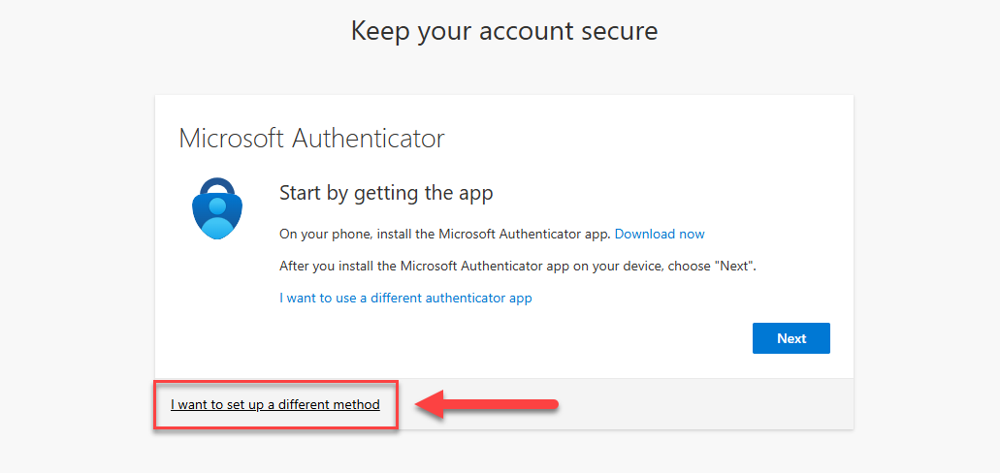 Keep your account secure
Microsoft Authenticator
Start by getting the app
On your phone, install the Microsoft Authenticator app. Download now
After you install the Microsoft Authenticator app on your device, choose "Next".
I want to use a different authenticator app
Next
I want to set up a different method